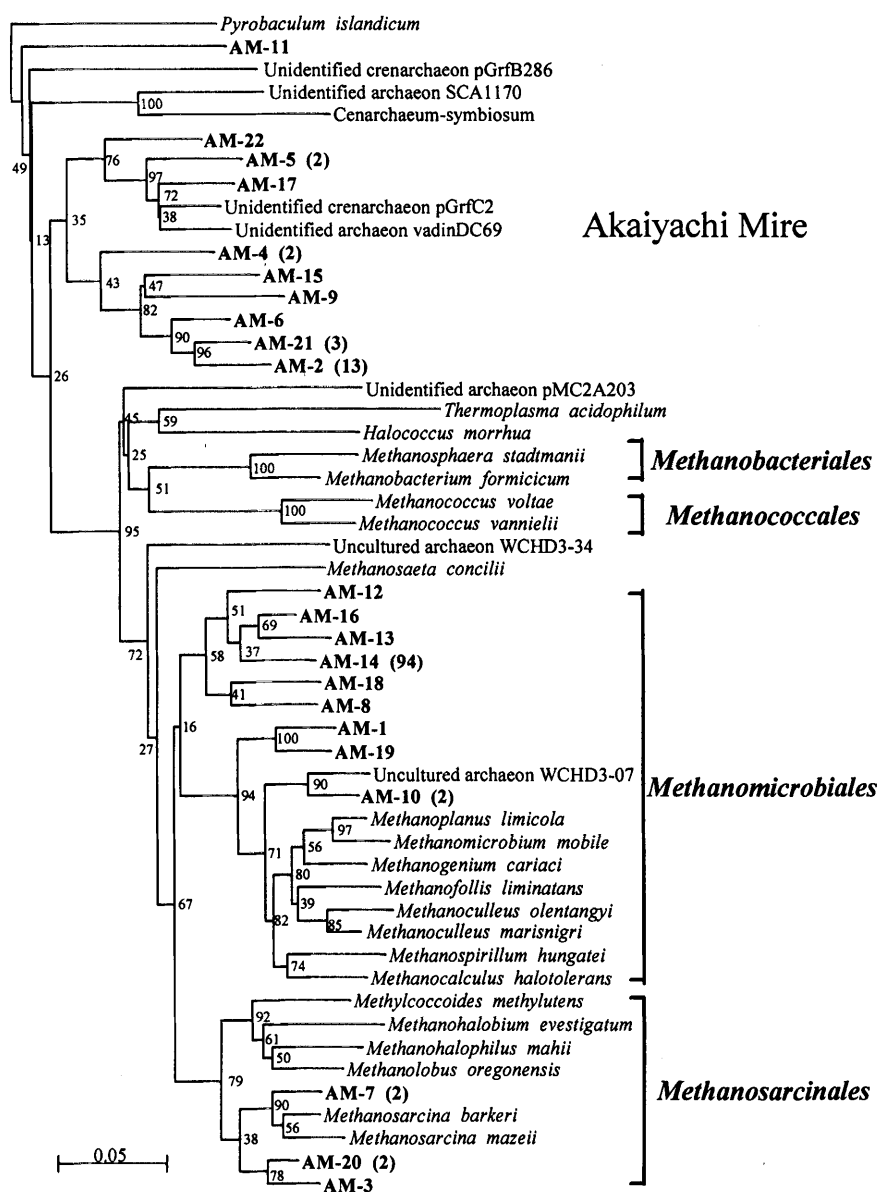 Pyrobaculum islandicum
AM-11
Unidentified crenarchaeon pGrfB286
Unidentified archaeon SCA1170
100
Cenarchaeum-symbiosum
AM-22
49
76
AM-5 (2)
97
AM-17
72
Unidentified crenarchaeon pGrfC2
38
35
Unidentified archaeon vadinDC69
Akaiyachi Mire
13
AM-4 (2)
43
AM-15
47
AM-9
82
AM-6
90
AM-21 (3)
96
AM-2 (13)
26
Unidentified archaeon pMC2A203
Thermoplasma acidophilum
45
59
Halococcus morrhua
25
Methanosphaera stadtmanii
100
Methanobacteriales
Methanobacterium formicicum
51
Methanococcus voltae
100
Methanococcales
Methanococcus vannielii
95
Uncultured archaeon WCHD3-34
Methanosaeta concilii
AM-12
51
AM-16
69
AM-13
37
72
58
AM-14 (94)
AM-18
41
AM-8
16
AM-1
100
27
AM-19
Uncultured archaeon WCHD3-07
90
94
AM-10 (2)
Methanomicrobiales
Methanoplanus limicola
97
Methanomicrobium mobile
56
71
Methanogenium cariaci
80
Methanofollis liminatans
39
67
Methanoculleus olentangyi
82
85
Methanoculleus marisnigri
Methanospirillum hungatei
74
Methanocalculus halotolerans
Methylcoccoides methylutens
92
Methanohalobium evestigatum
61
Methanohalophilus mahii
50
Methanolobus oregonensis
79
AM-7 (2)
Methanosarcinales
90
Methanosarcina barkeri
56
38
Methanosarcina mazeii
0.05
AM-20 (2)
78
AM-3